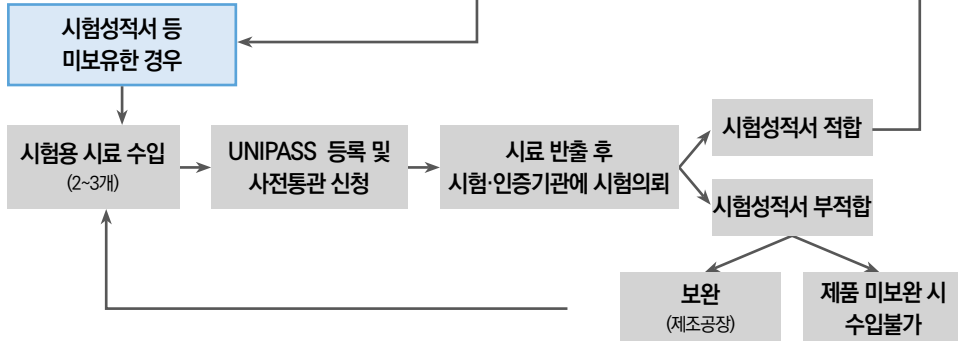 시험성적서 등
미보유한 경우
시험용 시료 수입
(2~3개)
UNIPASS 등록 및
사전통관 신청
시료 반출 후
시험·인증기관에 시험의뢰
시험성적서 적합
시험성적서 부적합
보완
(제조공장)
제품 미보완 시
수입불가